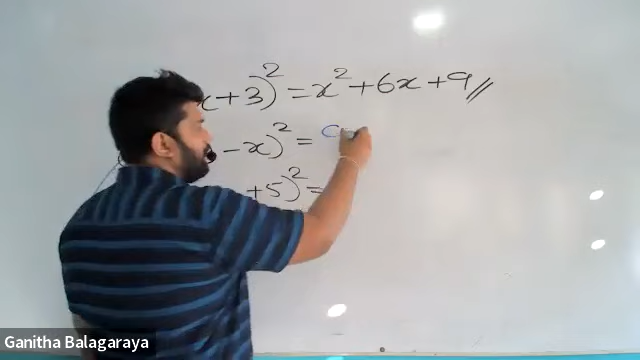 x+3)² = x²+6x+9//
-x)² =
+5)² =
Ganitha Balagaraya